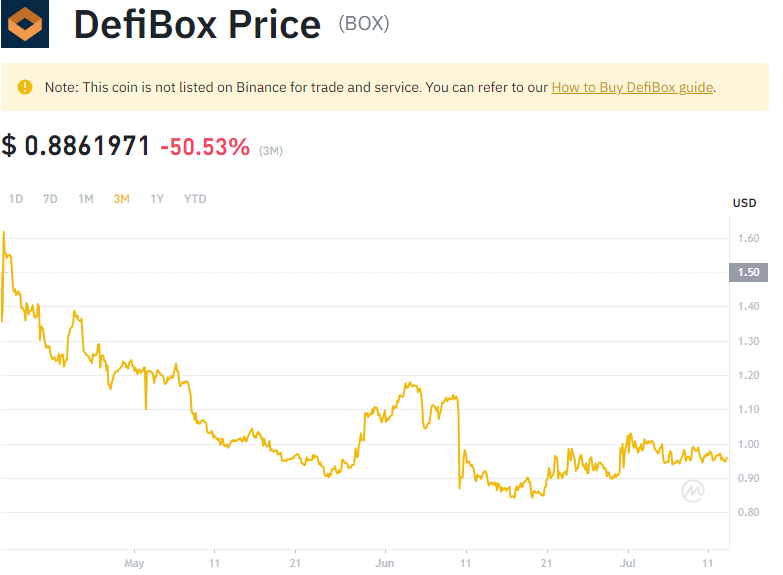 DefiBox Price (BOX)
Note: This coin is not listed on Binance for trade and service. You can refer to our How to Buy DefiBox guide.
$ 0.8861971 -50.53% (3M)
1D 7D 1M 3M 1Y YTD
USD
1.60
1.50
1.40
1.30
1.20
1.10
1.00
0.90
0.80
May 11 21 Jun 11 21 Jul 11